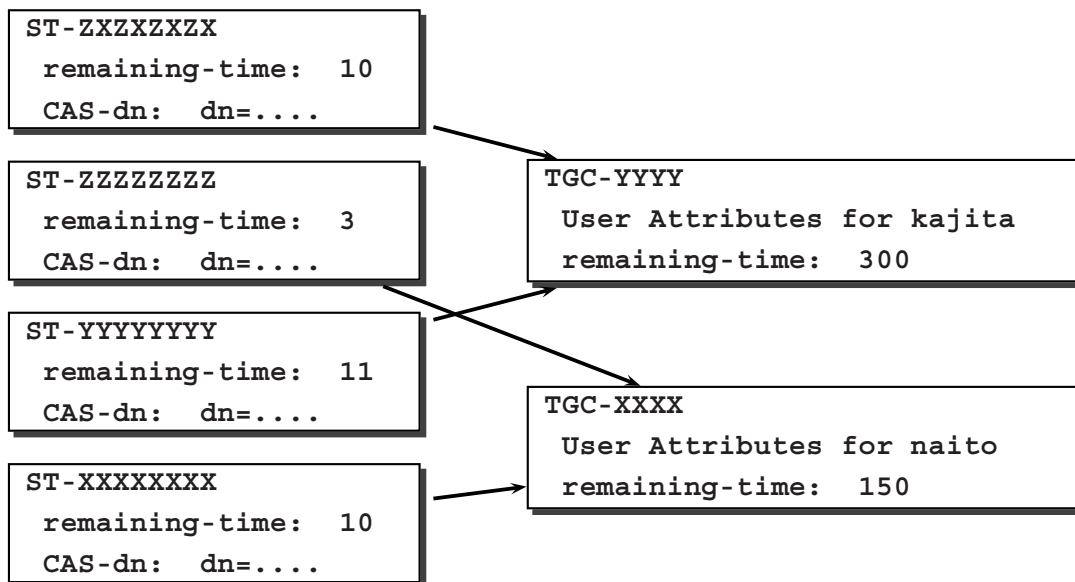 ST-ZXZXZXZX
remaining-time: 10
CAS-dn: dn=....
ST-ZZZZZZZZ
remaining-time: 3
CAS-dn: dn=....
ST-YYYYYYYY
remaining-time: 11
CAS-dn: dn=....
ST-XXXXXXXX
remaining-time: 10
CAS-dn: dn=....
TGC-YYYY
User Attributes for kajita
remaining-time: 300
TGC-XXXX
User Attributes for naito
remaining-time: 150